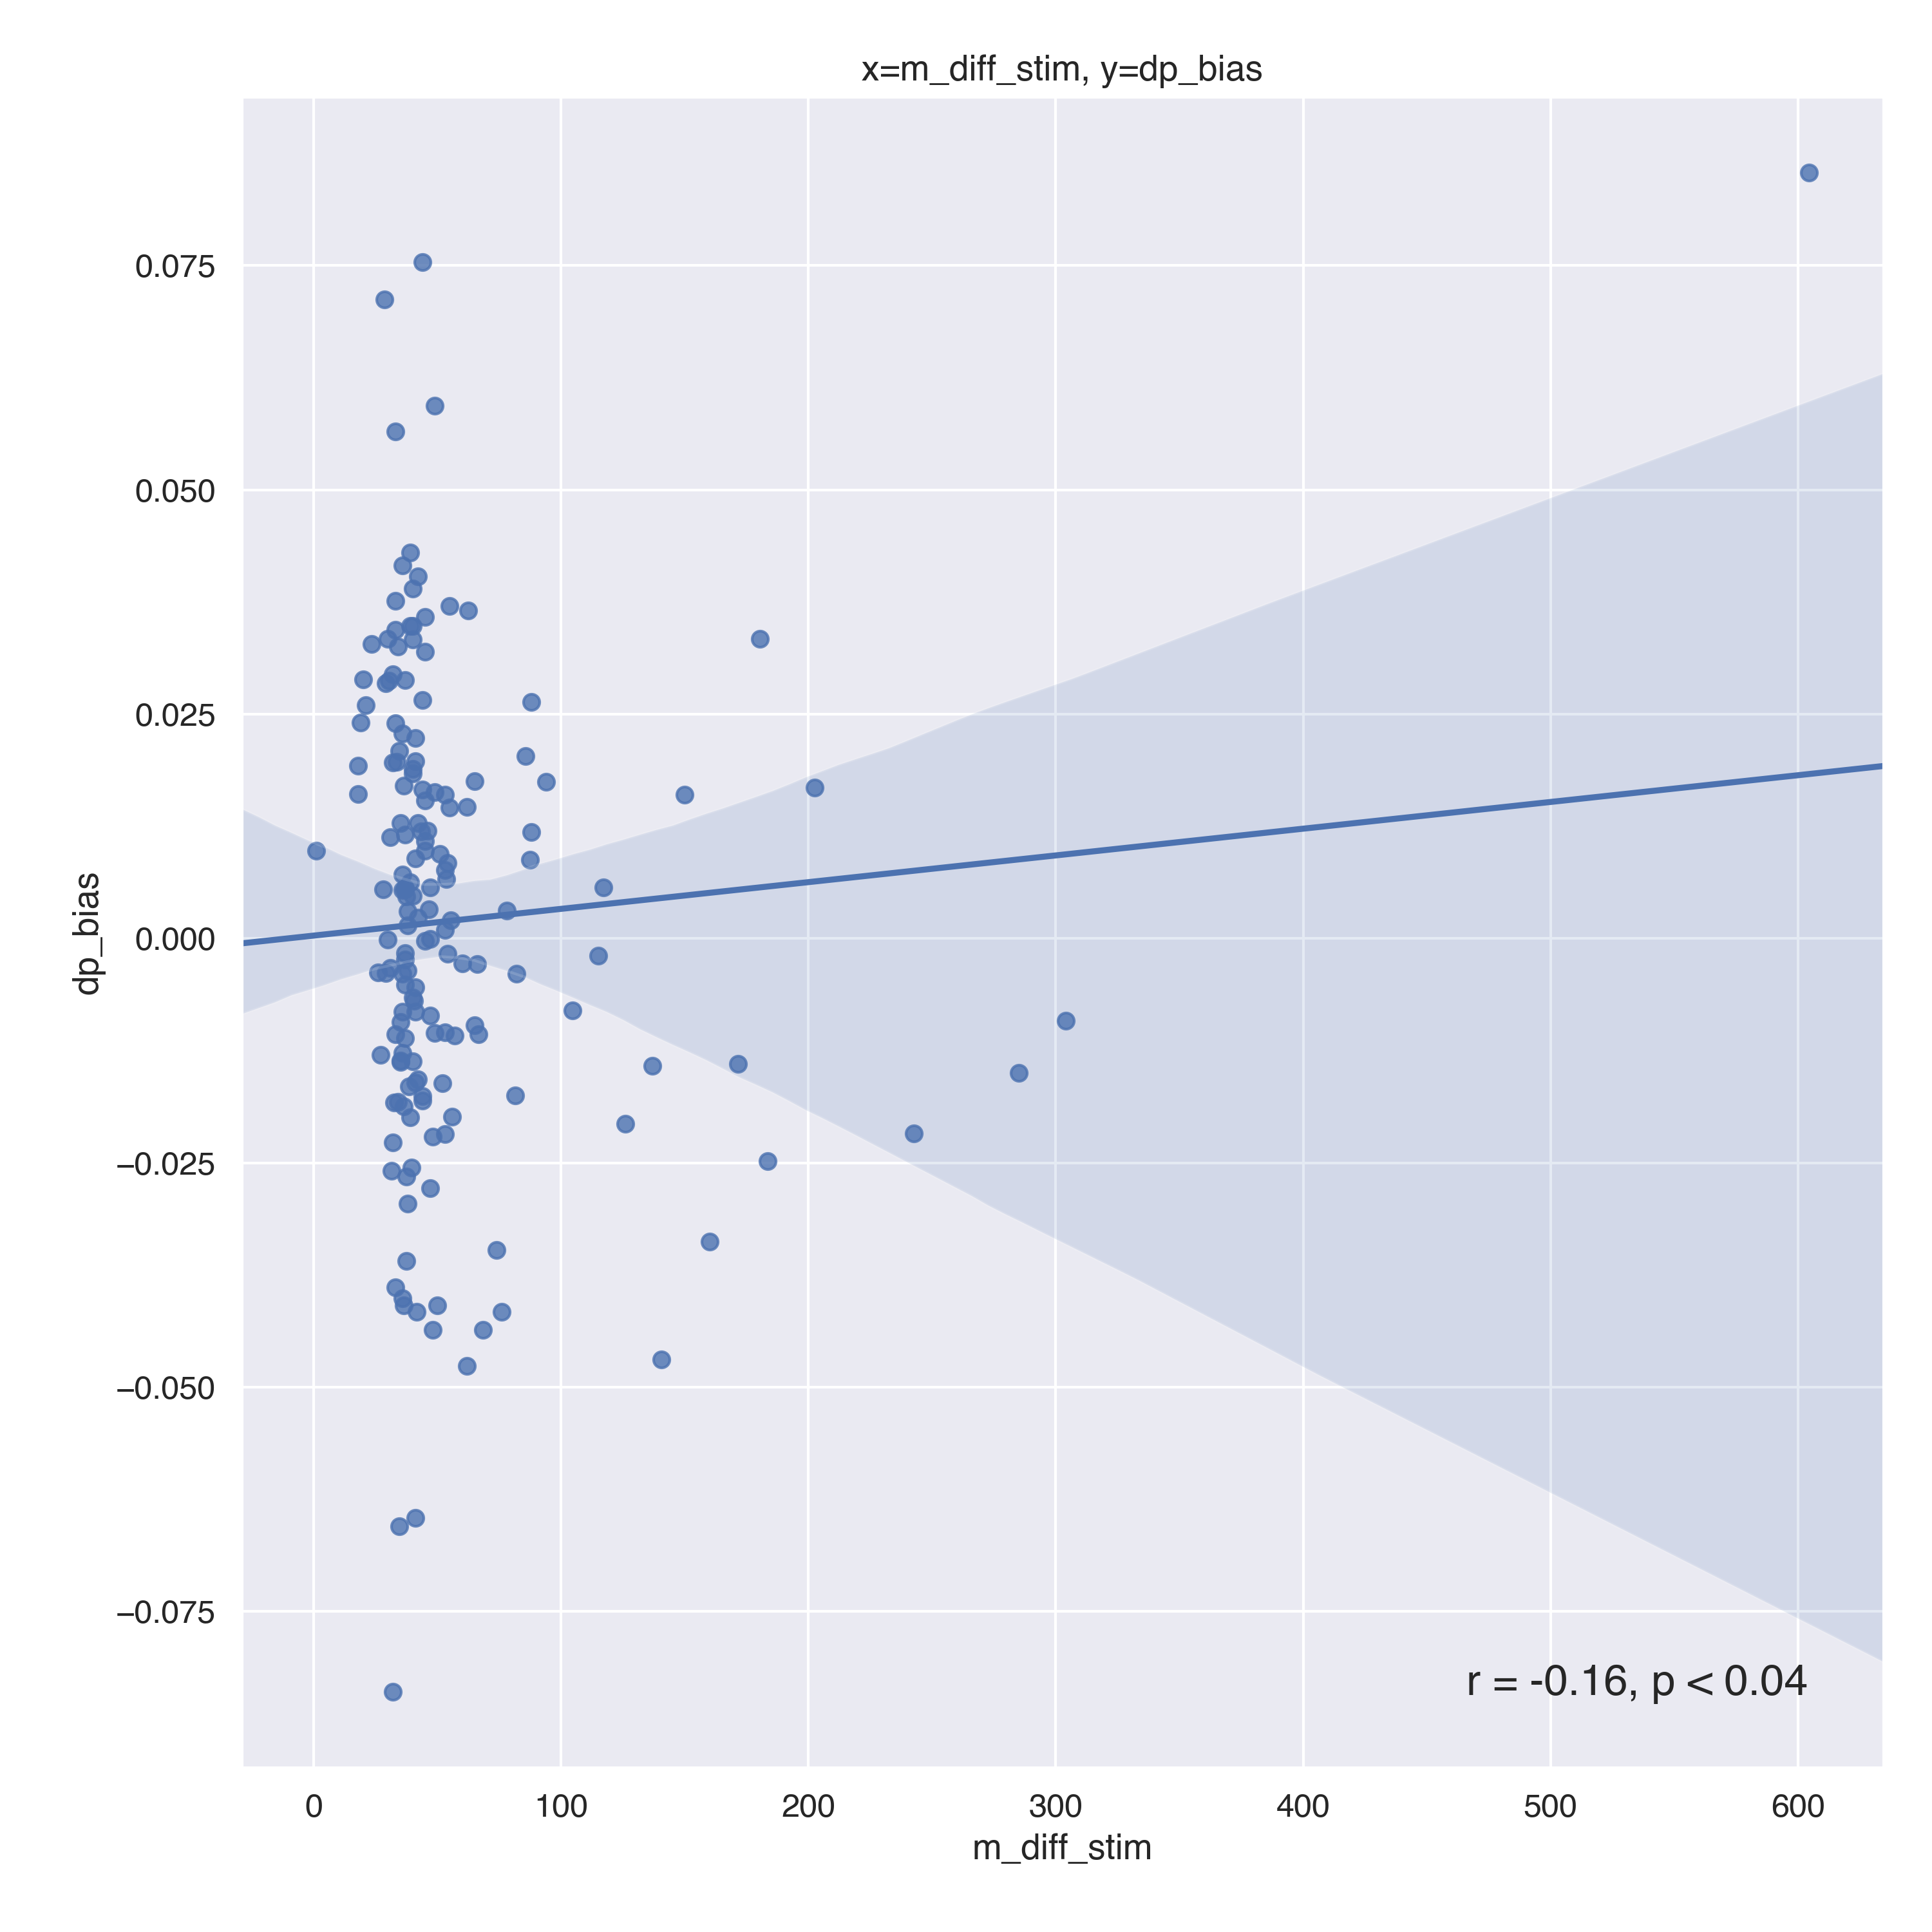 x=m_diff_stim, y=dp_bias
0.075
0.050
0.025
0.000
−0.025
−0.050
−0.075
dp_bias
r = -0.16, p < 0.04
0 100 200 300 400 500 600
m_diff_stim